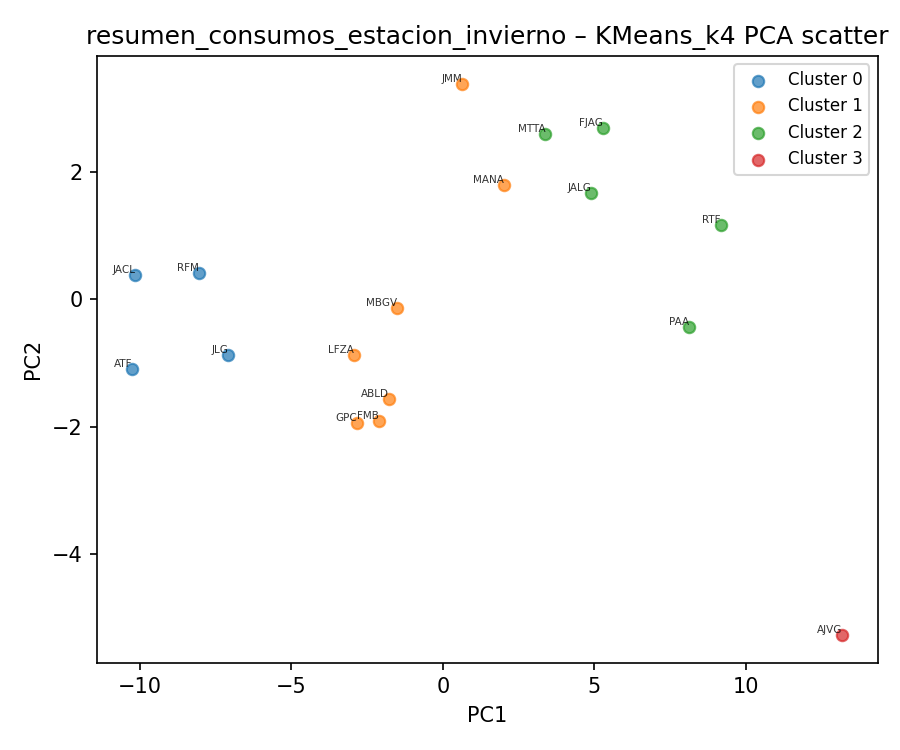 resumen_consumos_estacion_invierno – KMeans_k4 PCA scatter
Cluster 0
Cluster 1
Cluster 2
Cluster 3
JMM
MTTA
FJAG
MANA
JALG
RTF
JACL
RFM
MBGV
PAA
ATF
JLG
LFZA
ABLD
GPC
FMB
AJVG
2
0
−2
−4
PC2
−10
−5
0
5
10
PC1